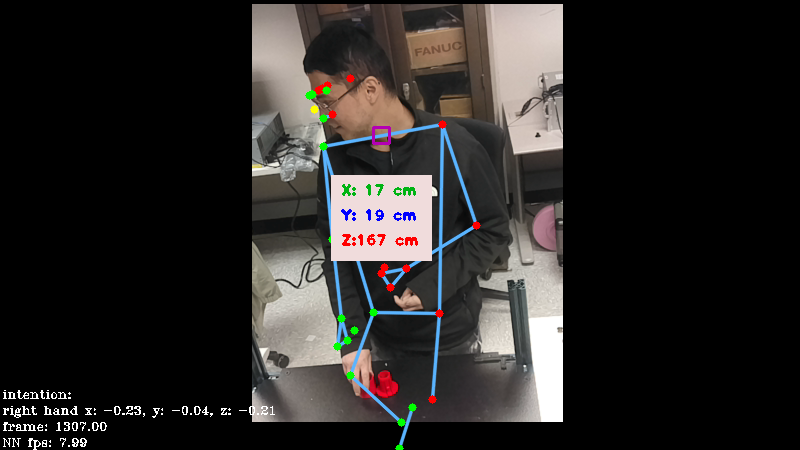 FANUC
X: 17 cm
Y: 19 cm
Z:167 cm
intention:
right hand x: −0.23, y: −0.04, z: −0.21
frame: 1307.00
NN fps: 7.99